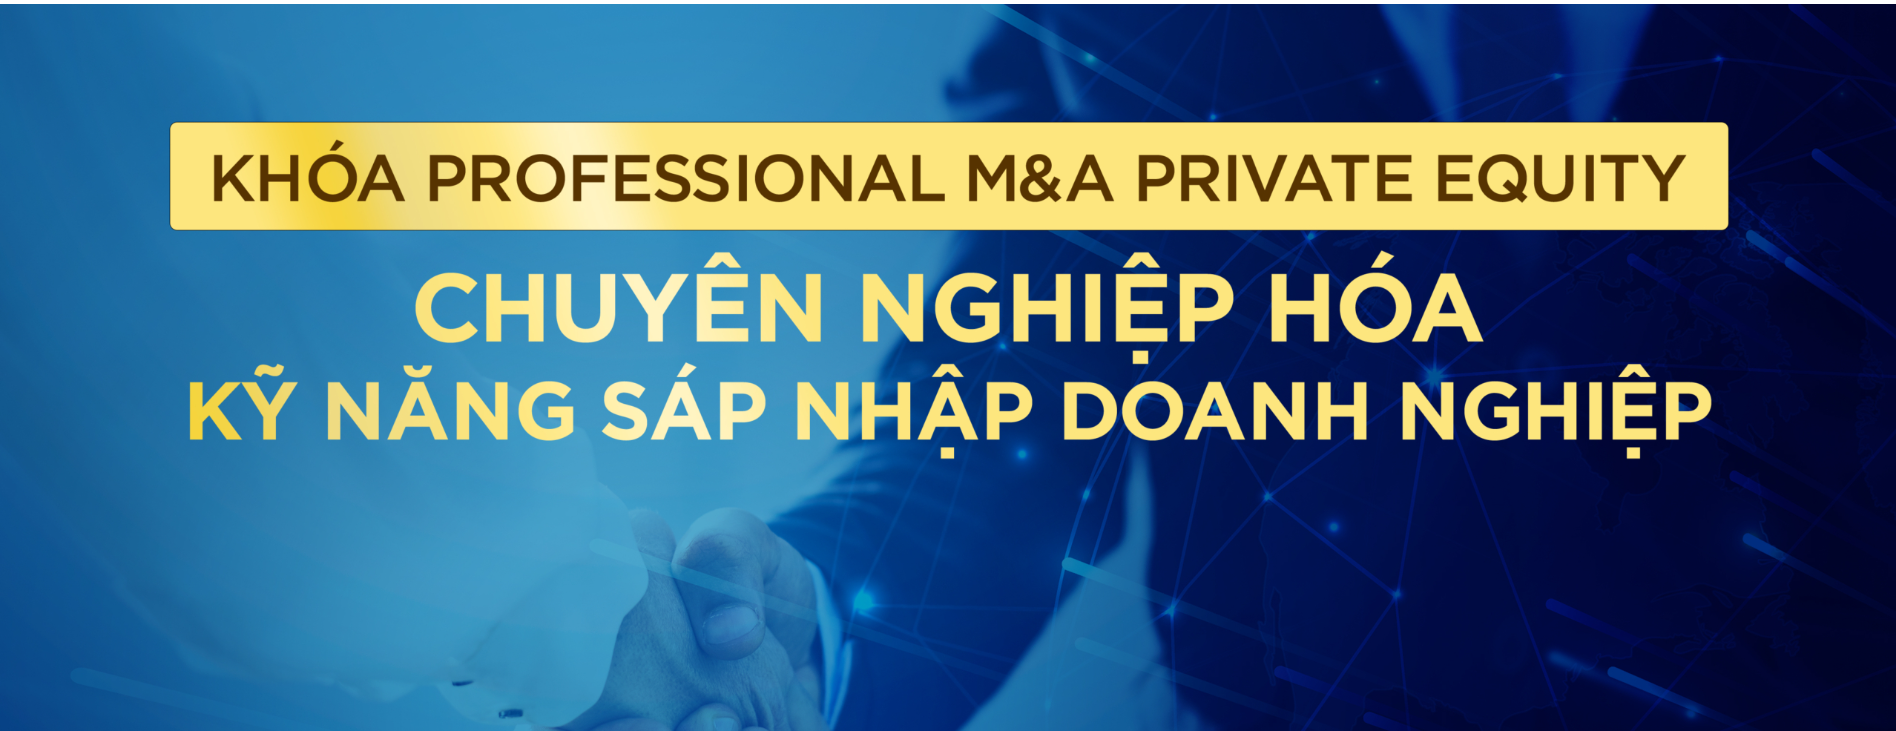 KHÓA PROFESSIONAL M&A PRIVATE EQUITY
CHUYÊN NGHIỆP HÓA
KỸ NĂNG SÁP NHẬP DOANH NGHIỆP